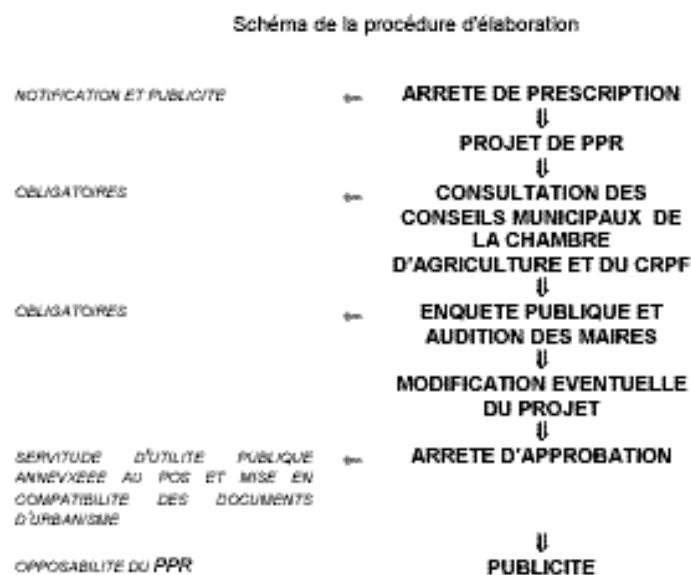 Schéma de la procédure d'élaboration
NOTIFICATION ET PUBLICITE ⇐ ARRETE DE PRESCRIPTION
⇓
PROJET DE PPR
⇓
OBLIGATOIRES ⇐ CONSULTATION DES
CONSEILS MUNICIPAUX DE
LA CHAMBRE
D'AGRICULTURE ET DU CRPF
⇓
OBLIGATOIRES ⇐ ENQUETE PUBLIQUE ET
AUDITION DES MAIRES
⇓
MODIFICATION EVENTUELLE
DU PROJET
⇓
SERVITUDE D'UTILITE PUBLIQUE ⇐ ARRETE D'APPROBATION
ANNEVXEEE AU POS ET MISE EN
COMPATIBILITE DES DOCUMENTS
D'URBANISME
⇓
OPPOSABILITE DU PPR PUBLICITE